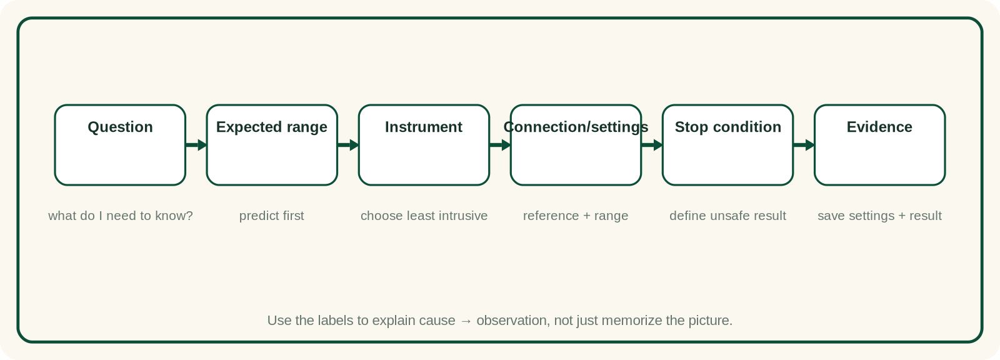 Question
Expected range
Instrument
Connection/settings
Stop condition
Evidence
what do I need to know?
predict first
choose least intrusive
reference + range
define unsafe result
save settings + result
Use the labels to explain cause → observation, not just memorize the picture.